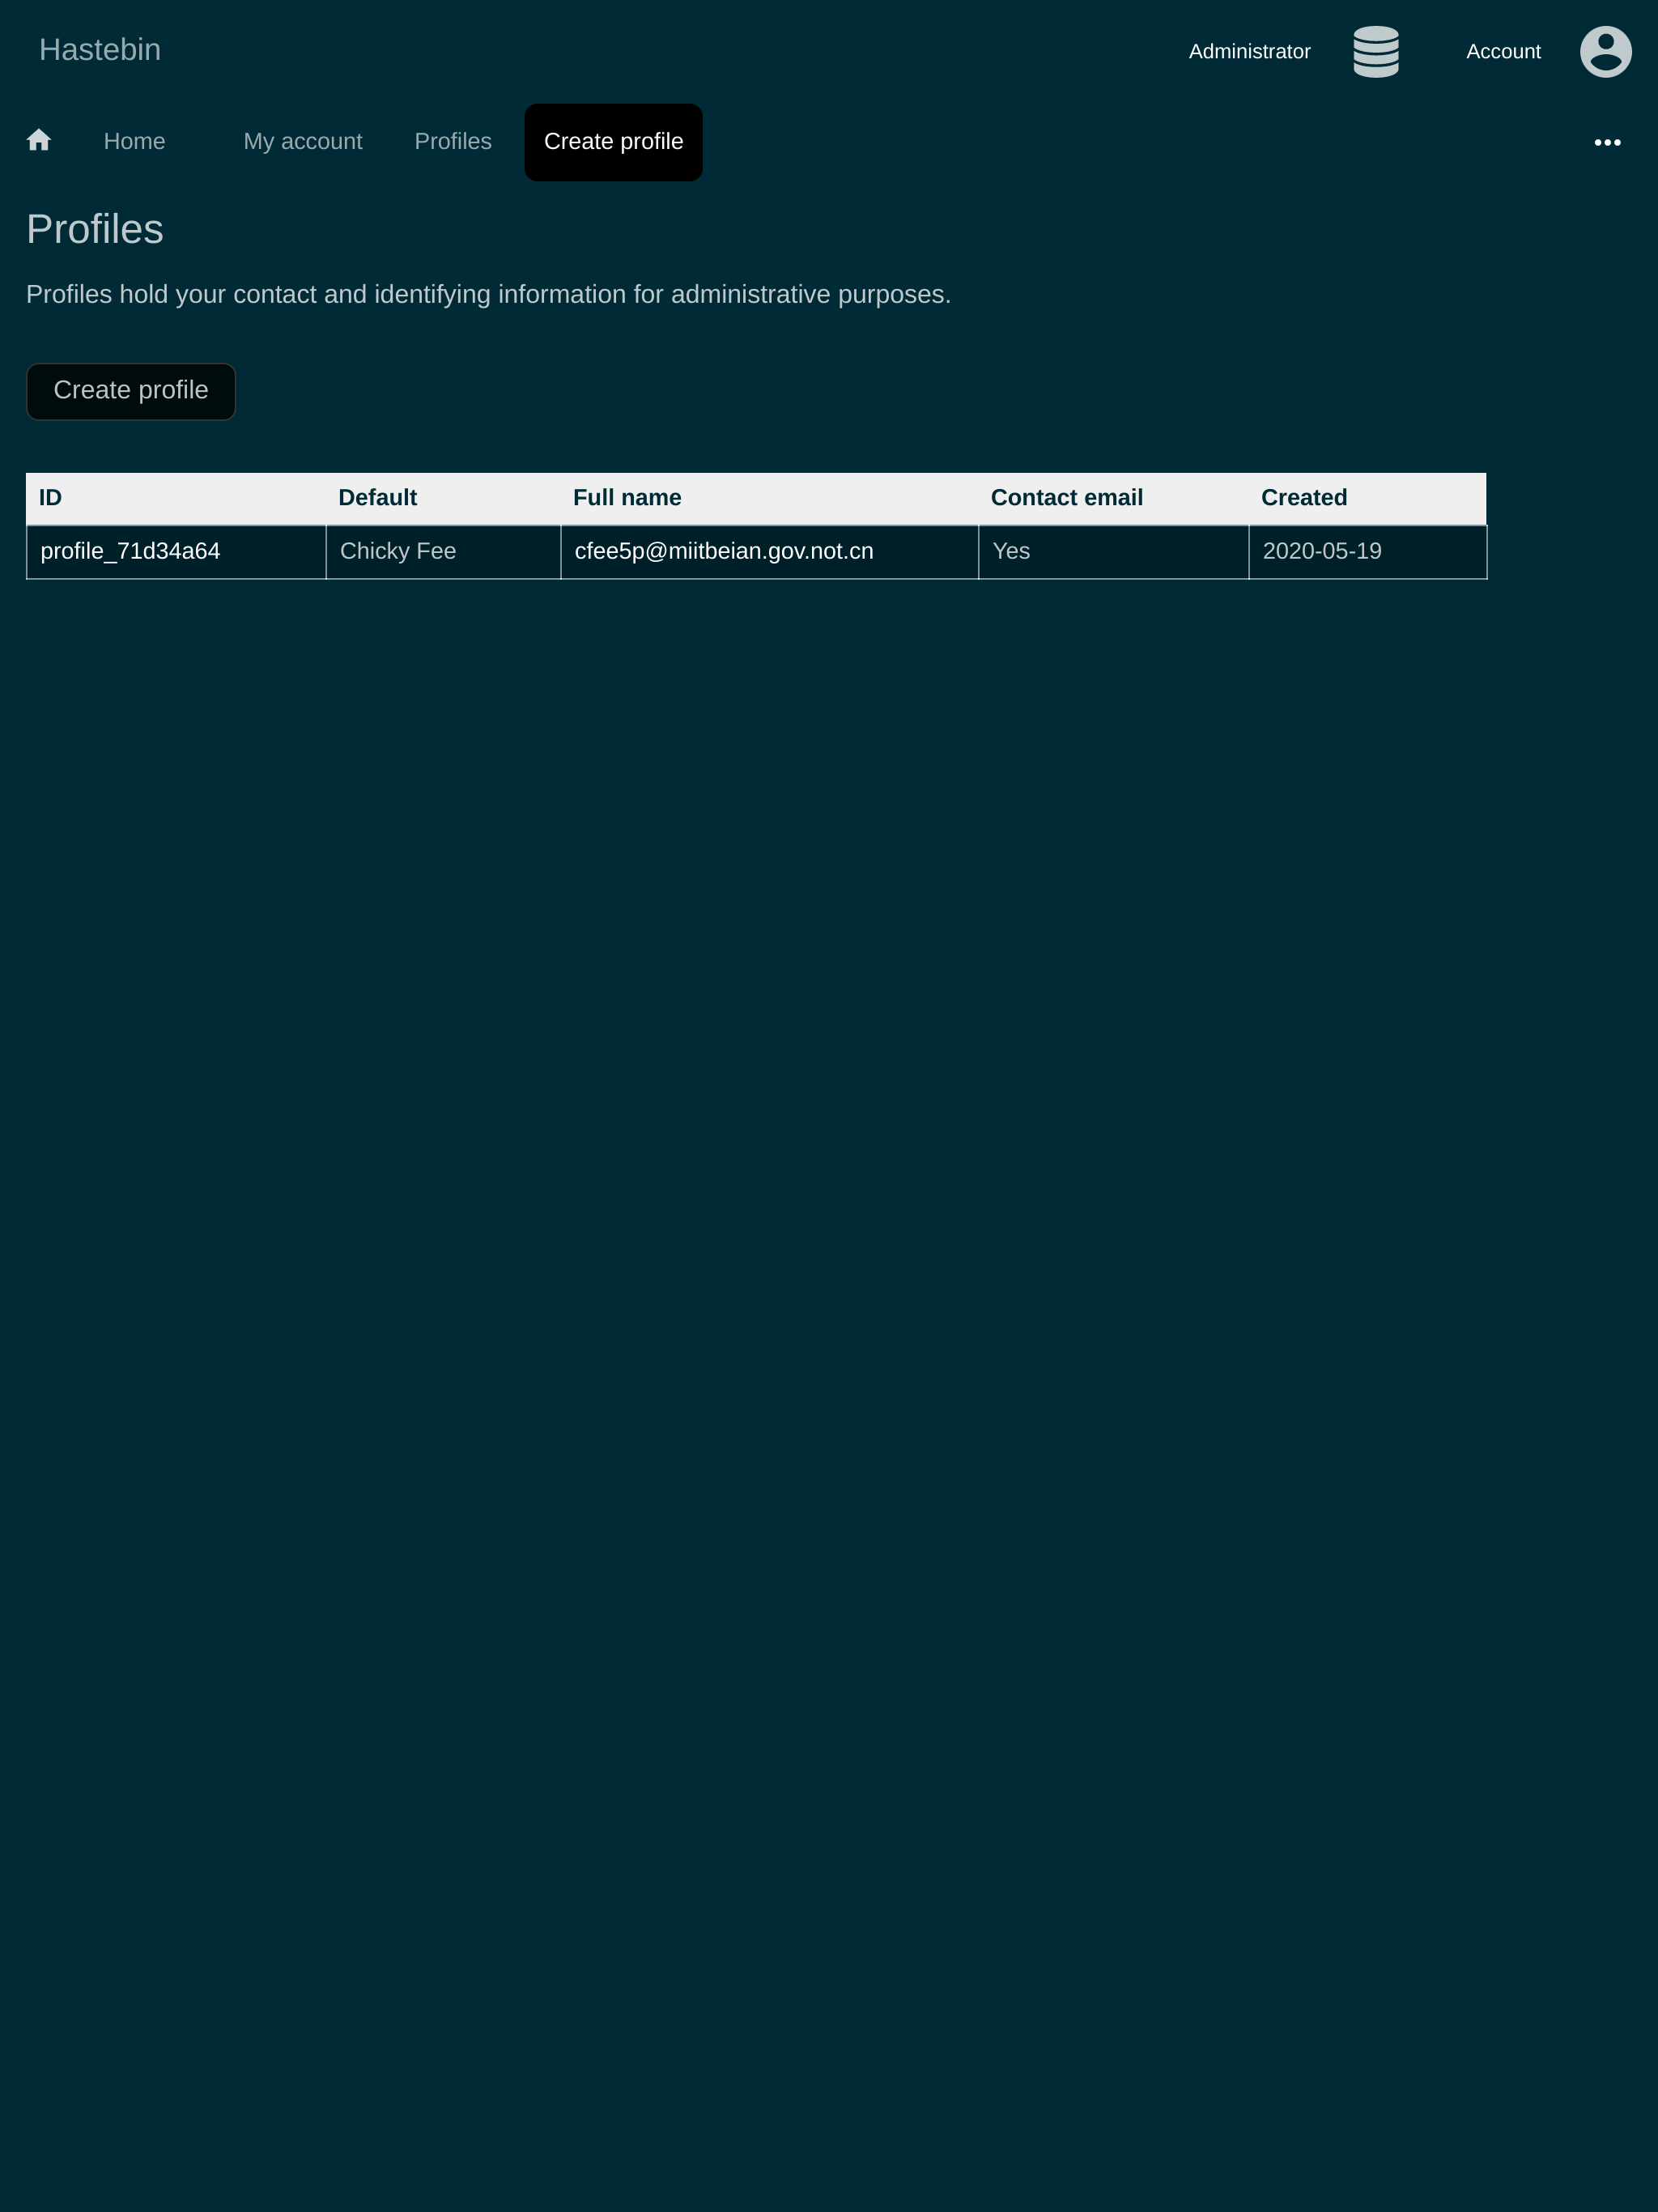 Hastebin Administrator Account
Home My account Profiles Create profile
Profiles
Profiles hold your contact and identifying information for administrative purposes.
Create profile
ID Default Full name Contact email Created
profile_71d34a64 Chicky Fee cfee5p@miitbeian.gov.not.cn Yes 2020-05-19